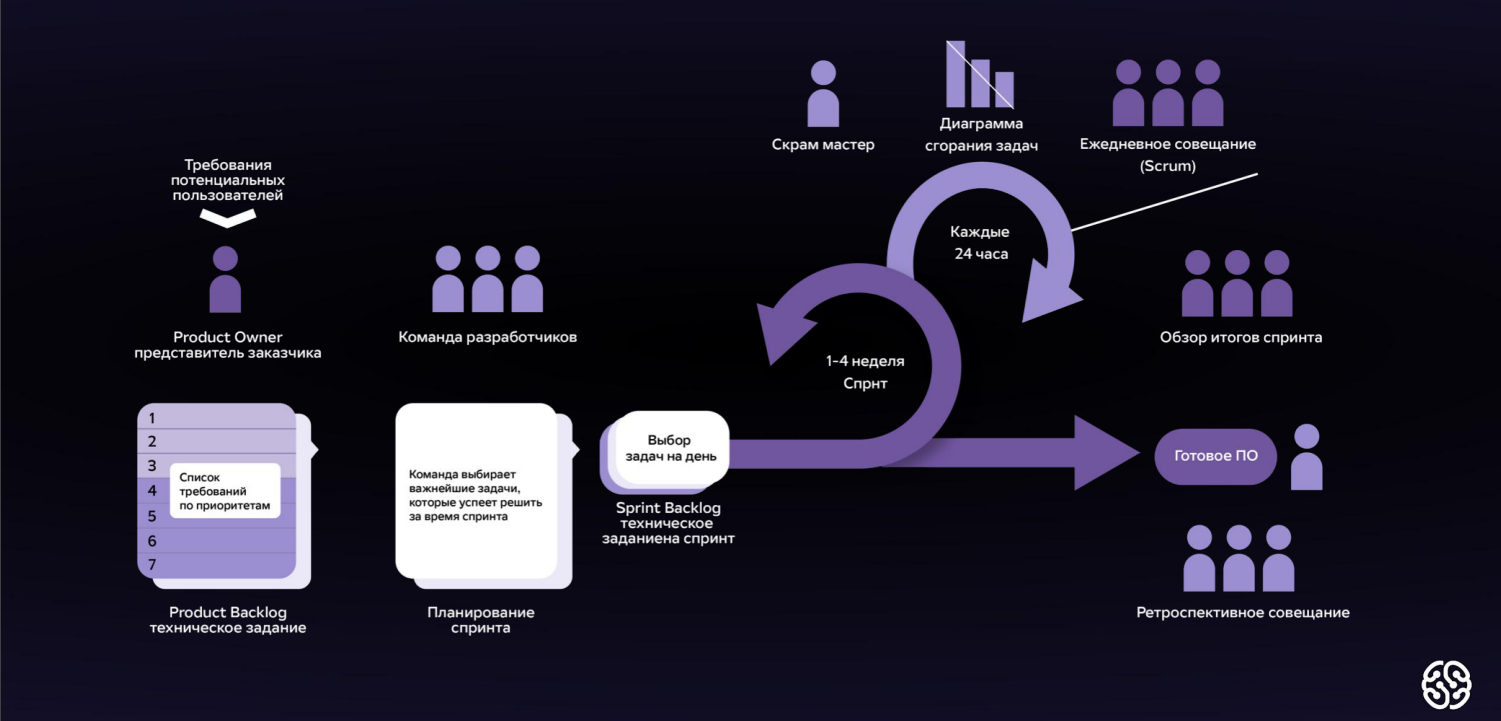 Требования
потенциальных
пользователей
Product Owner
представитель заказчика
1
2
3
4
5
6
7
Список
требований
по приоритетам
Product Backlog
техническое задание
Команда разработчиков
Команда выбирает
важнейшие задачи,
которые успеет решить
за время спринта
Планирование
спринта
Выбор
задач на день
Sprint Backlog
техническое
заданиена спринт
1-4 неделя
Спрнт
Каждые
24 часа
Скрам мастер
Диаграмма
сгорания задач
Ежедневное совещание
(Scrum)
Обзор итогов спринта
Готовое ПО
Ретроспективное совещание